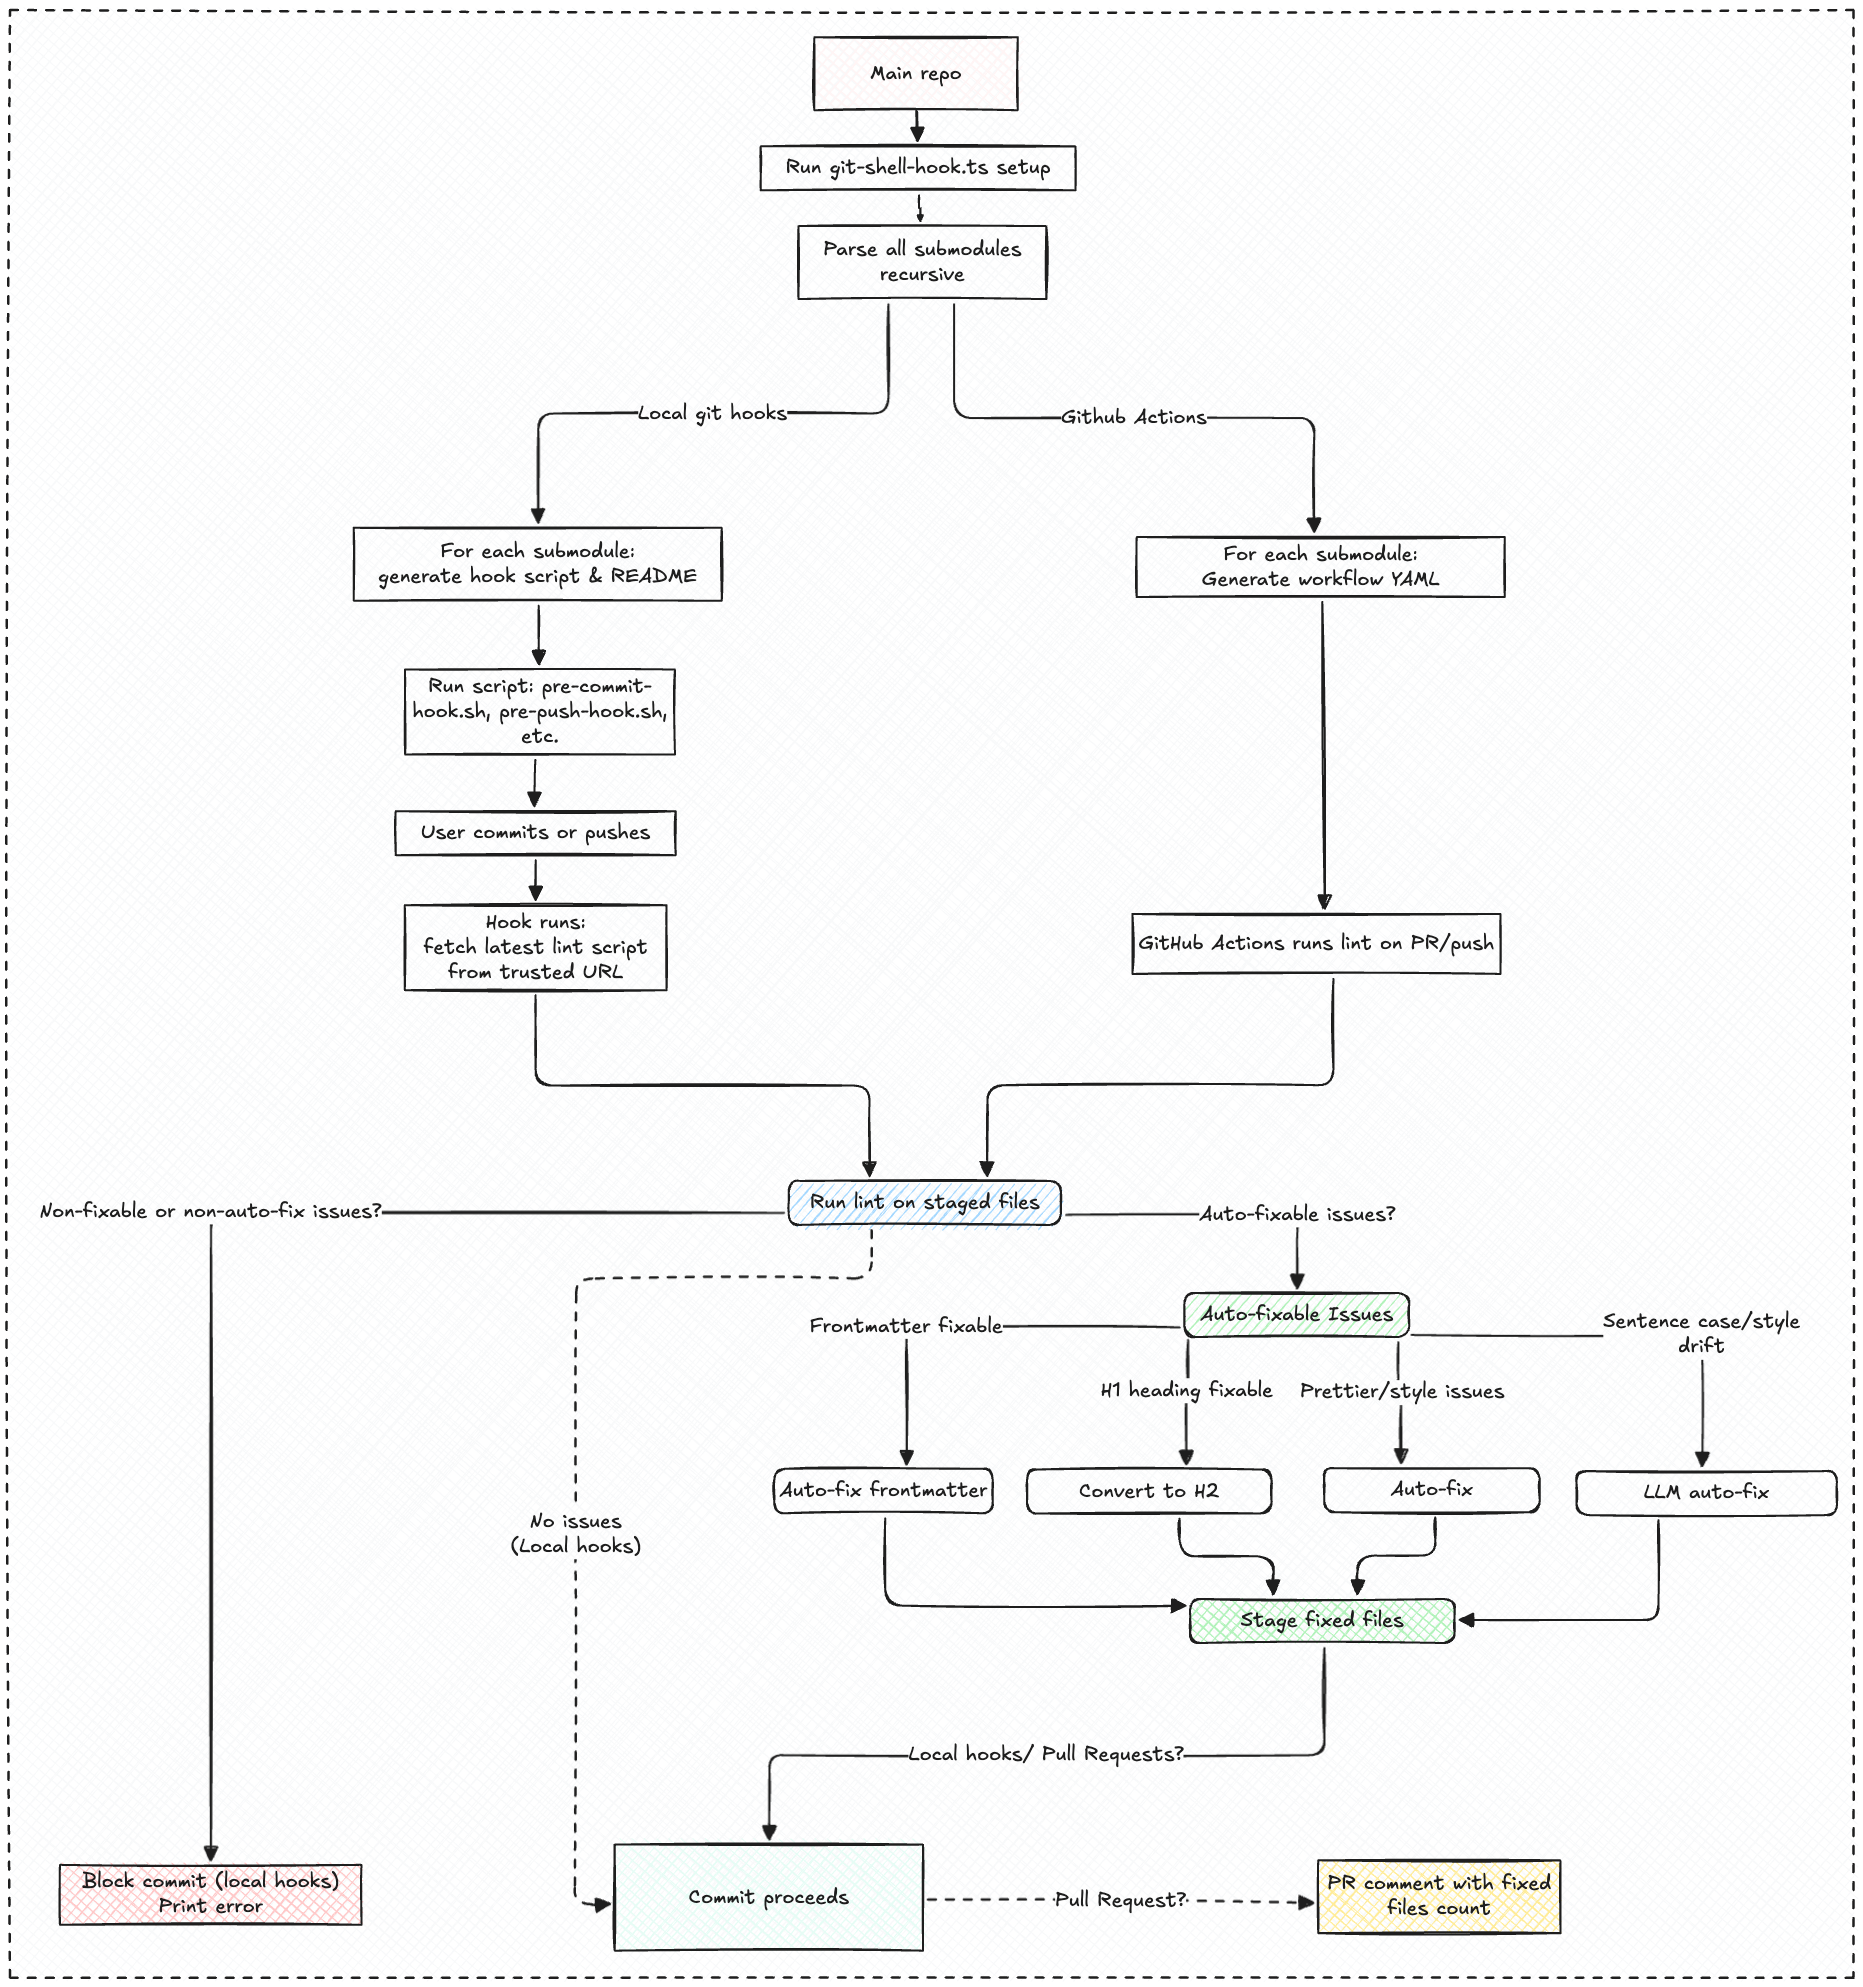 Main repo
Run git-shell-hook.ts setup
Parse all submodules
recursive
Local git hooks
Github Actions
For each submodule:
generate hook script & README
For each submodule:
Generate workflow YAML
Run script: pre-commit-
hook.sh, pre-push-hook.sh,
etc.
User commits or pushes
Hook runs:
fetch latest lint script
from trusted URL
GitHub Actions runs lint on PR/push
Run lint on staged files
Non-fixable or non-auto-fix issues?
Auto-fixable issues?
Auto-fixable Issues
Frontmatter fixable
Sentence case/style
drift
H1 heading fixable
Prettier/style issues
Auto-fix frontmatter
Convert to H2
Auto-fix
LLM auto-fix
No issues
(Local hooks)
Stage fixed files
Local hooks/ Pull Requests?
Block commit (local hooks)
Print error
Commit proceeds
Pull Request?
PR comment with fixed
files count